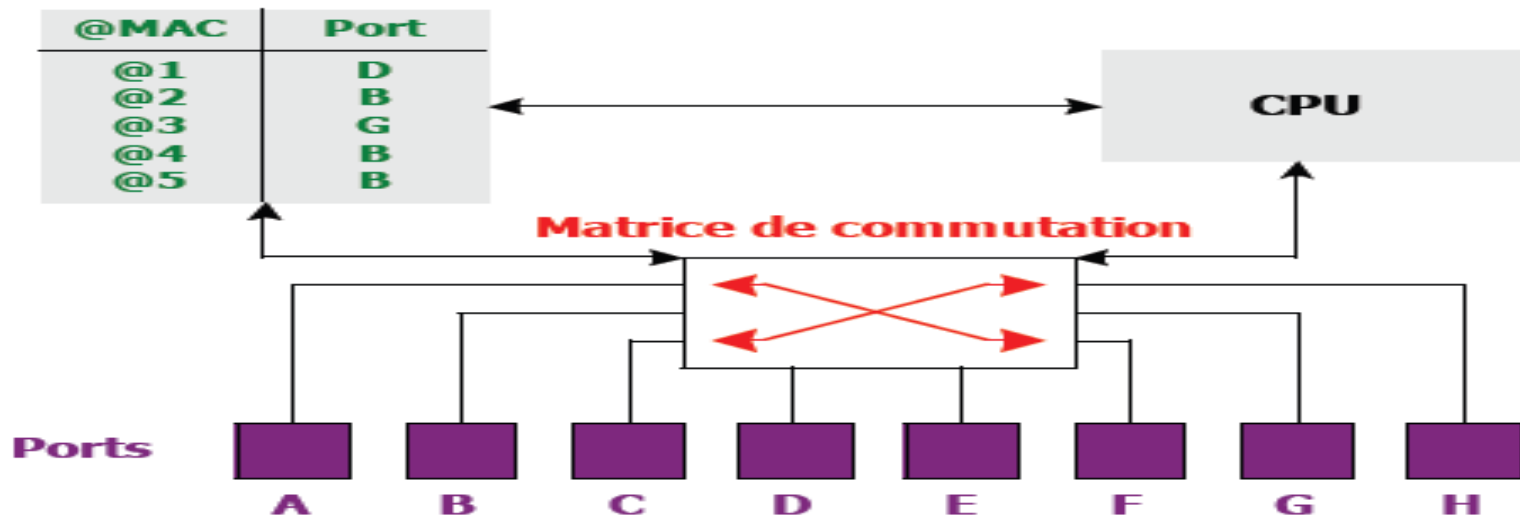 @MAC Port
@1 D
@2 B
@3 G
@4 B
@5 B
CPU
Matrice de commutation
Ports
A B C D E F G H